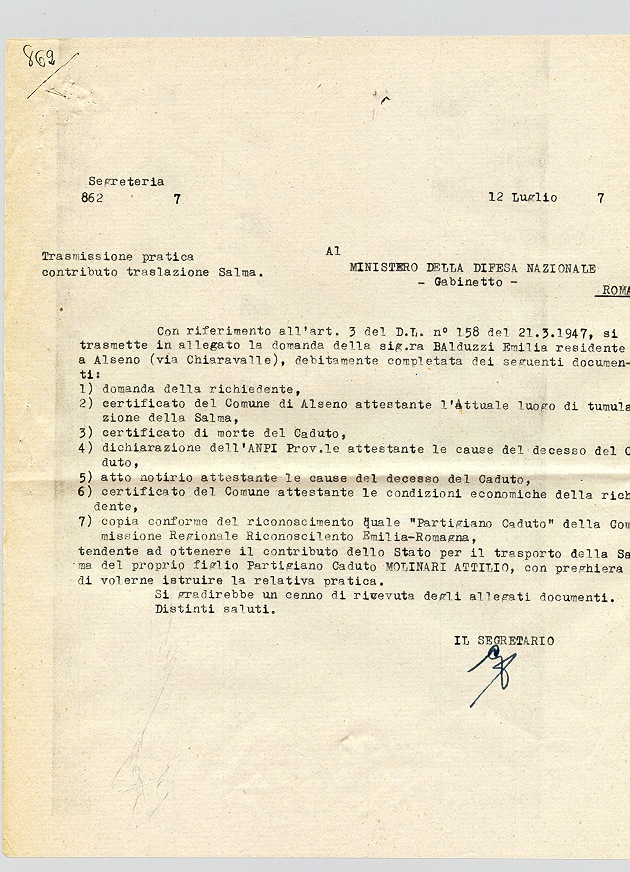 862
Segreteria
862 7 12 Luglio 7
Al
Trasmissione pratica
contributo traslazione Salma.
MINISTERO DELLA DIFESA NAZIONALE
- Gabinetto -
ROMA
Con riferimento all'art. 3 del D.L. n° 158 del 21.3.1947, si
trasmette in allegato la domanda della sig.ra BAlduzzi Emilia residente
a Alseno (via Chiaravalle), debitamente completata dei seguenti documen-
ti:
1) domanda della richiedente,
2) certificato del Comune di Alseno attestante l'Attuale luogo di tumula
zione della Salma,
3) certificato di morte del Caduto,
4) dichiarazione dell'ANPI Prov.le attestante le cause del decesso del C
duto,
5) atto notirio attestante le cause del decesso del Caduto,
6) certificato del Comune attestante le condizioni economiche della rich
dente,
7) copia conforme del riconoscimento quale "Partigiano Caduto" della Com
missione Regionale Riconoscilento Emilia-Romagna,
tendente ad ottenere il contributo dello Stato per il trasporto della Sa
ma del proprio figlio Partigiano Caduto MOLINARI ATTILIO, con preghiera
di volerne istruire la relativa pratica.
Si gradirebbe un cenno di ricevuta degli allegati documenti.
Distinti saluti.
IL SEGRETARIO